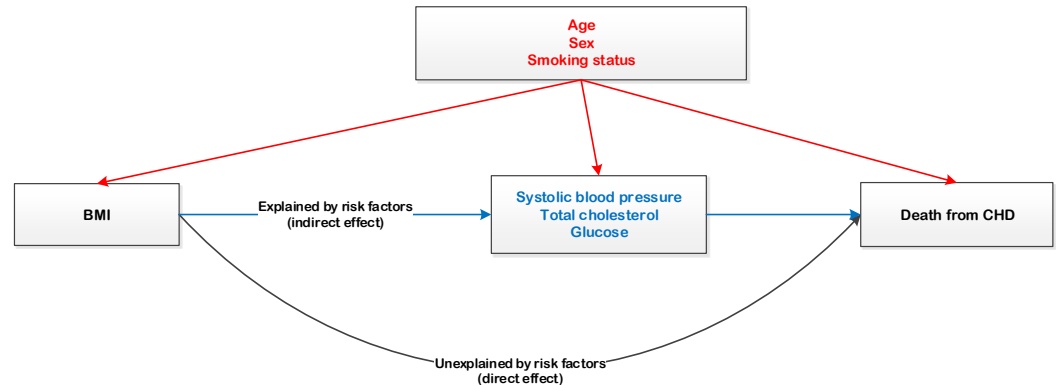 Age
Sex
Smoking status
BMI
Explained by risk factors
(indirect effect)
Systolic blood pressure
Total cholesterol
Glucose
Death from CHD
Unexplained by risk factors
(direct effect)